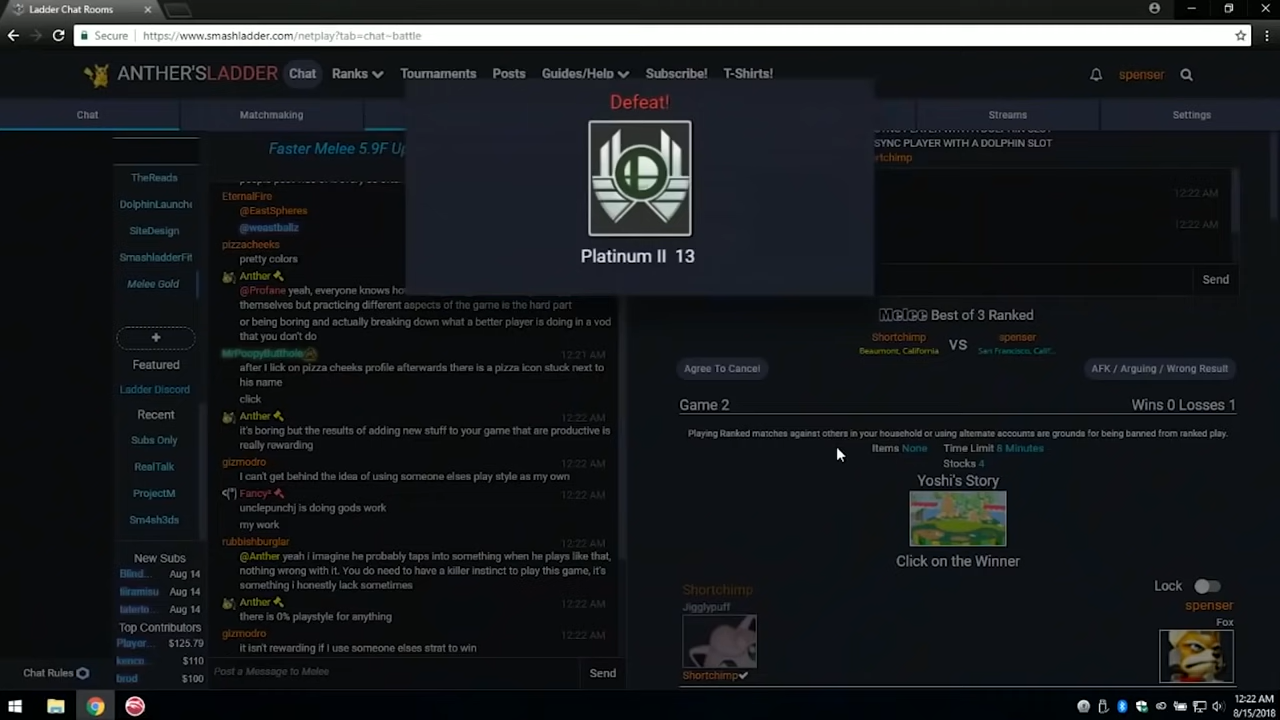 Ladder Chat Rooms
Secure
https://www.smashladder.com/netplay?tab=chat~battle
ANTHER'SLADDER
Chat
Ranks
Tournaments
Posts
Guides/Help
Subscribe!
T-Shirts!
spenser
Chat
Matchmaking
Streams
Settings
Defeat!
Platinum II 13
TheReads
DolphinLaunch
SiteDesign
SmashladderFit
Melee Gold
+
Featured
Ladder Discord
Recent
Subs Only
RealTalk
ProjectM
Sm4sh3ds
New Subs
Blind... Aug 14
Aug 14
Aug 14
Top Contributors
Player... $125.79
$110
brod $100
Chat Rules
Faster Melee 5.9F Up
EternalFire
@EastSpheres
@weastballz
pizzacheeks
pretty colors
Anther
@Profane yeah, everyone knows ho
themselves but practicing different aspects of the game is the hard part
or being boring and actually breaking down what a better player is doing in a vod
that you don't do
MrPoopyButthole 12:21 AM
after I lick on pizza cheeks profile afterwards there is a pizza icon stuck next to
his name
click
Anther 12:22 AM
it's boring but the results of adding new stuff to your game that are productive is
really rewarding
gizmodro 12:22 AM
I can't get behind the idea of using someone elses play style as my own
Fancy 12:22 AM
unclepunchj is doing gods work
my work
rubbishburglar 12:22 AM
@Anther yeah i imagine he probably taps into something when he plays like that,
nothing wrong with it. You do need to have a killer instinct to play this game, it's
something i honestly lack sometimes
Anther 12:22 AM
there is 0% playstyle for anything
gizmodro 12:22 AM
it isn't rewarding if I use someone elses strat to win
Post a Message to Melee
Send
SYNC PLAYER WITH A DOLPHIN SLOT
12:22 AM
12:22 AM
Send
Melee Best of 3 Ranked
Shortchimp VS spenser
Beaumont, California
San Francisco, Calif...
Agree To Cancel
AFK / Arguing / Wrong Result
Game 2
Wins 0 Losses 1
Playing Ranked matches against others in your household or using alternate accounts are grounds for being banned from ranked play.
Items None Time Limit 8 Minutes
Stocks 4
Yoshi's Story
Click on the Winner
Lock
Shortchimp
Jigglypuff
Shortchimp
spenser
Fox
12:22 AM
8/15/2018